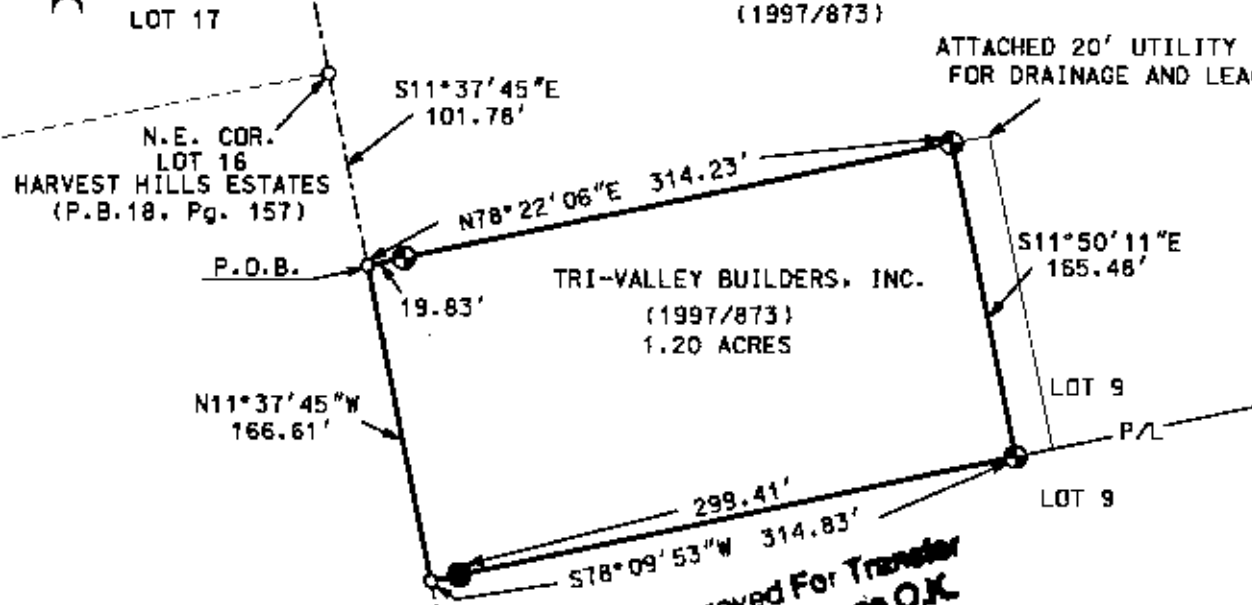 LOT 17
(1997/873)
ATTACHED 20' UTILITY
FOR DRAINAGE AND
S11°37'45"E
101.78'
N.E. COR.
LOT 16
HARVEST HILLS ESTATES
(P.B.18. Pg. 157)
N78°22'06"E 314.23'
P.O.B.
19.83'
TRI-VALLEY BUILDERS, INC.
(1997/873)
1.20 ACRES
S11°50'11"E
165.48'
N11°37'45"W
166.61'
LOT 9
P/L
LOT 9
299.41'
S78°09'53"W 314.83'
For Transfer
O.K.